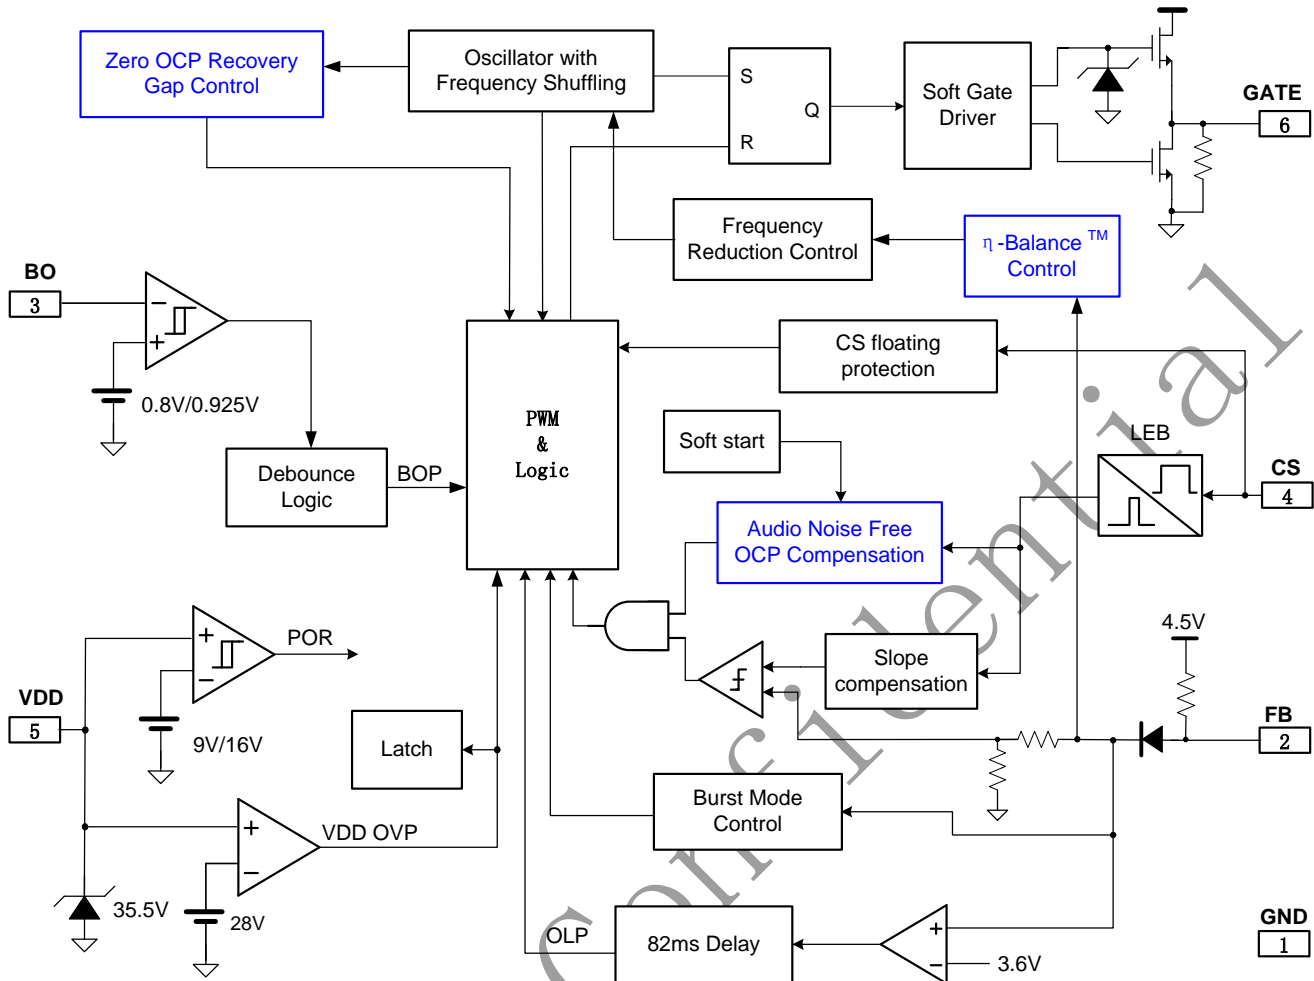 Zero OCP Recovery
Gap Control
Oscillator with
Frequency Shuffling
S
R
Q
Soft Gate
Driver
GATE
6
Frequency
Reduction Control
η-Balance™
Control
BO
3
−
+
0.8V/0.925V
Debounce
Logic
BOP
PWM
&
Logic
CS floating
protection
Soft start
Audio Noise Free
OCP Compensation
LEB
CS
4
VDD
5
+
−
POR
9V/16V
Latch
Slope
compensation
4.5V
FB
2
Burst Mode
Control
+
−
VDD OVP
35.5V
28V
OLP
82ms Delay
+
−
3.6V
GND
1
Confidential